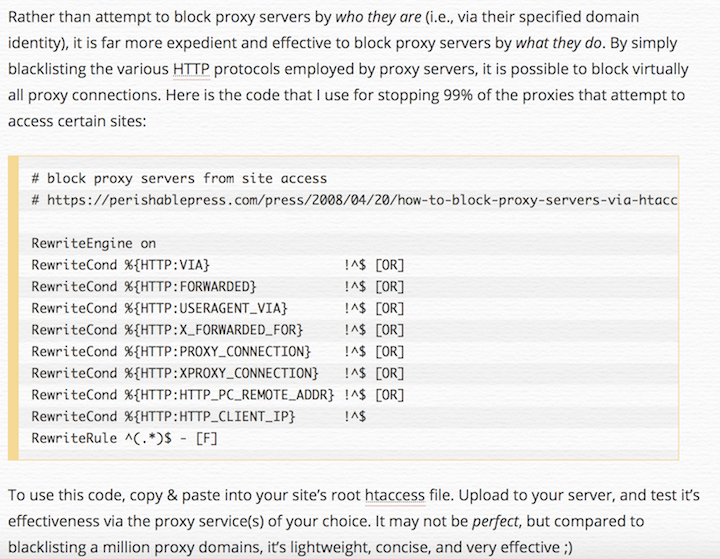 Rather than attempt to block proxy servers by who they are (i.e., via their specified domain
identity), it is far more expedient and effective to block proxy servers by what they do. By simply
blacklisting the various HTTP protocols employed by proxy servers, it is possible to block virtually
all proxy connections. Here is the code that I use for stopping 99% of the proxies that attempt to
access certain sites:
# block proxy servers from site access
# https://perishablepress.com/press/2008/04/20/how-to-block-proxy-servers-via-htacc
RewriteEngine on
RewriteCond %{HTTP:VIA} !^$ [OR]
RewriteCond %{HTTP:FORWARDED} !^$ [OR]
RewriteCond %{HTTP:USERAGENT_VIA} !^$ [OR]
RewriteCond %{HTTP:X_FORWARDED_FOR} !^$ [OR]
RewriteCond %{HTTP:PROXY_CONNECTION} !^$ [OR]
RewriteCond %{HTTP:XPROXY_CONNECTION} !^$ [OR]
RewriteCond %{HTTP:HTTP_PC_REMOTE_ADDR} !^$ [OR]
RewriteCond %{HTTP:HTTP_CLIENT_IP} !^$
RewriteRule ^(.*)$ - [F]
To use this code, copy & paste into your site's root htaccess file. Upload to your server, and test it's
effectiveness via the proxy service(s) of your choice. It may not be perfect, but compared to
blacklisting a million proxy domains, it's lightweight, concise, and very effective ;)